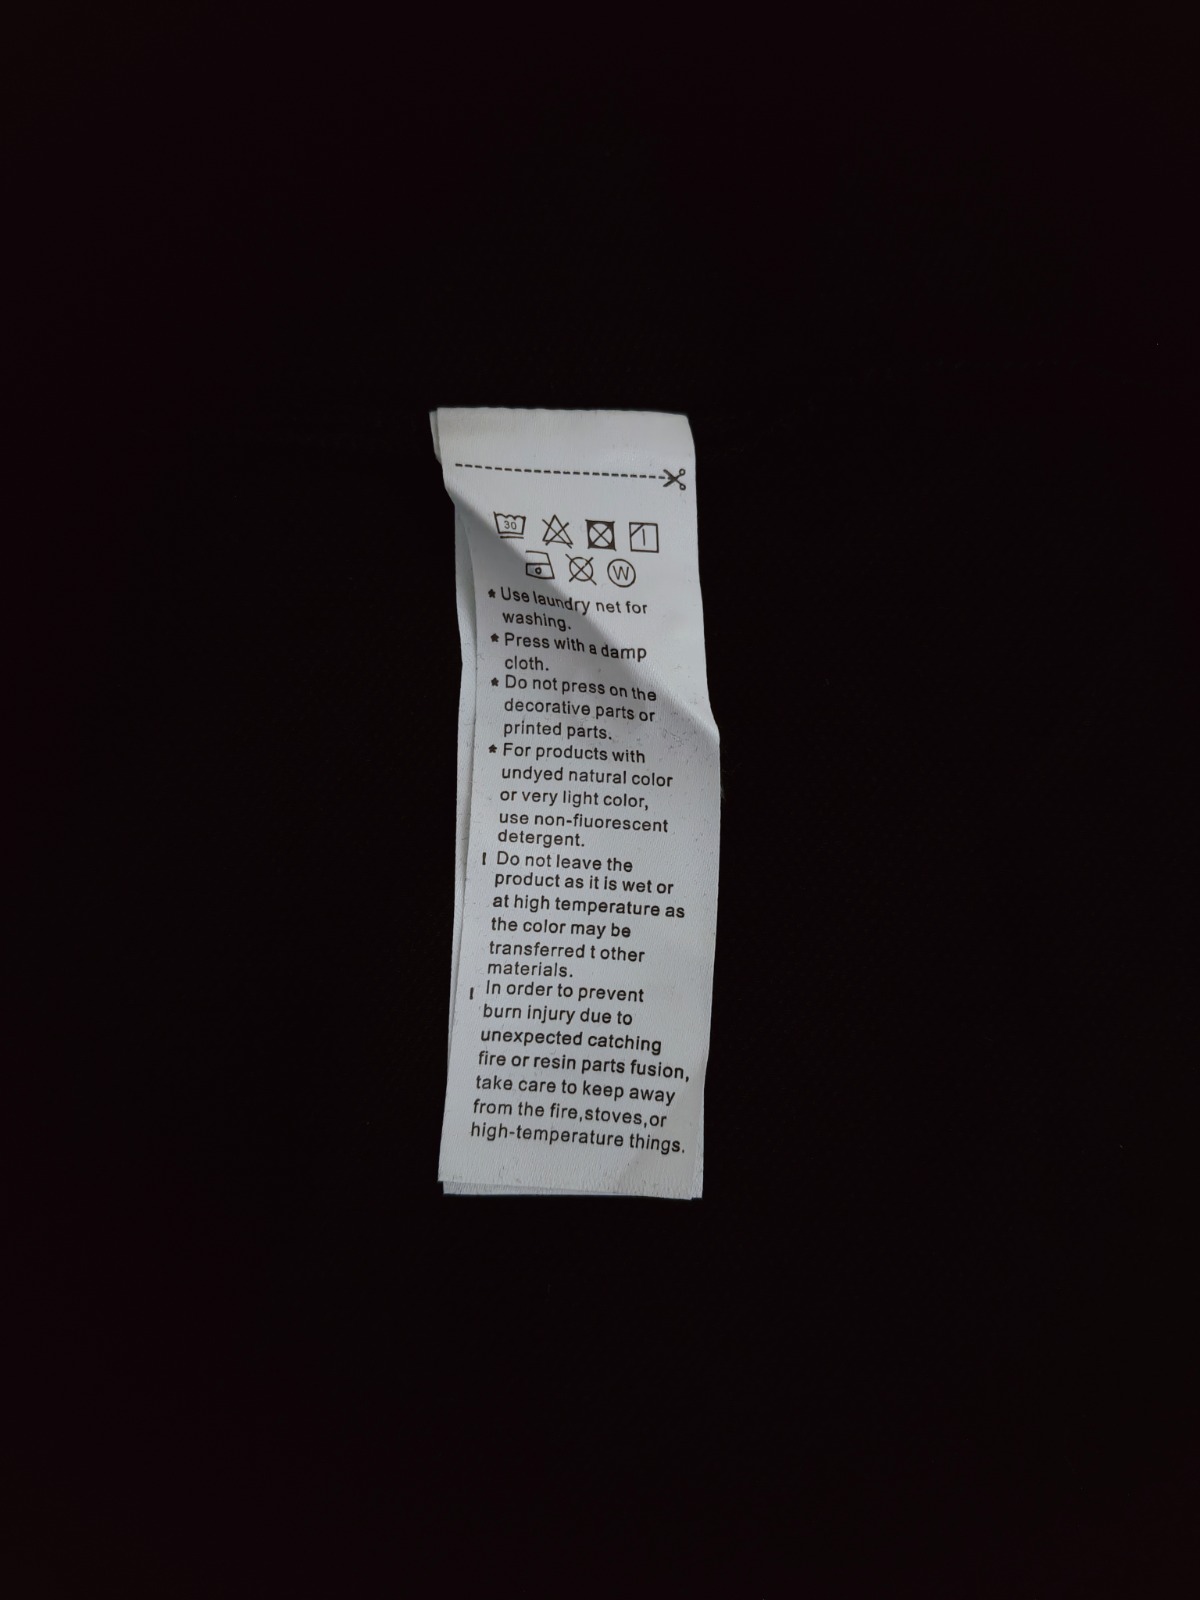 30
W
* Use laundry net for
washing.
* Press with a damp
cloth.
* Do not press on the
decorative parts or
printed parts.
* For products with
undyed natural color
or very light color,
use non-fiuorescent
detergent.
! Do not leave the
product as it is wet or
at high temperature as
the color may be
transferred t other
materials.
! In order to prevent
burn injury due to
unexpected catching
fire or resin parts fusion,
take care to keep away
from the fire,stoves,or
high-temperature things.